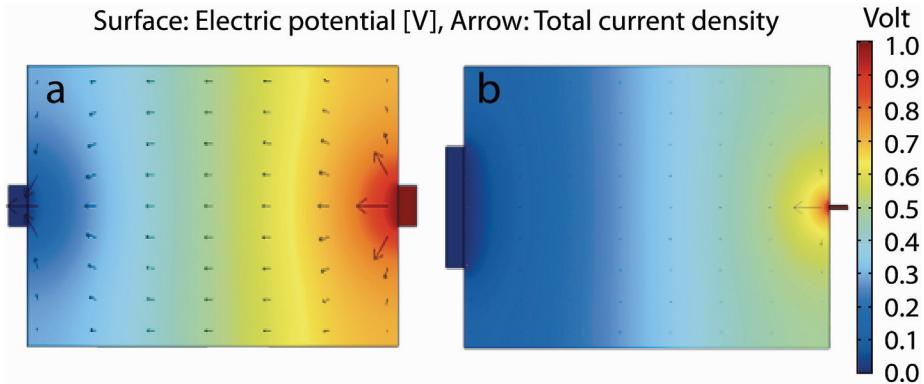 Surface: Electric potential [V], Arrow: Total current density
Volt
a
b
1.0
0.9
0.8
0.7
0.6
0.5
0.4
0.3
0.2
0.1
0.0